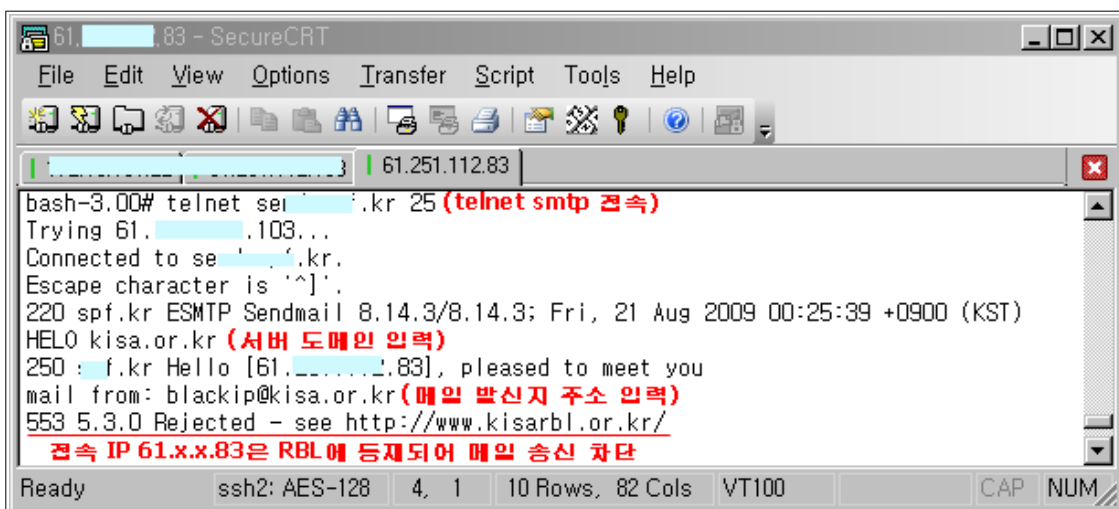 61. .83 - SecureCRT
File Edit View Options Transfer Script Tools Help
61.251.112.83
bash-3.00# telnet .kr 25 (telnet smtp 접속)
Trying 61. .103...
Connected to se .kr.
Escape character is '^]'.
220 spf.kr ESMTP Sendmail 8.14.3/8.14.3; Fri, 21 Aug 2009 00:25:39 +0900 (KST)
HELO kisa.or.kr (서버 도메인 입력)
250 f.kr Hello [61. .83], pleased to meet you
mail from: blackip@kisa.or.kr (메일 발신지 주소 입력)
553 5.3.0 Rejected - see http://www.kisarbl.or.kr/
접속 IP 61.x.x.83은 RBL에 등재되어 메일 송신 차단
Ready ssh2: AES-128 4, 1 10 Rows, 82 Cols VT100 CAP NUM